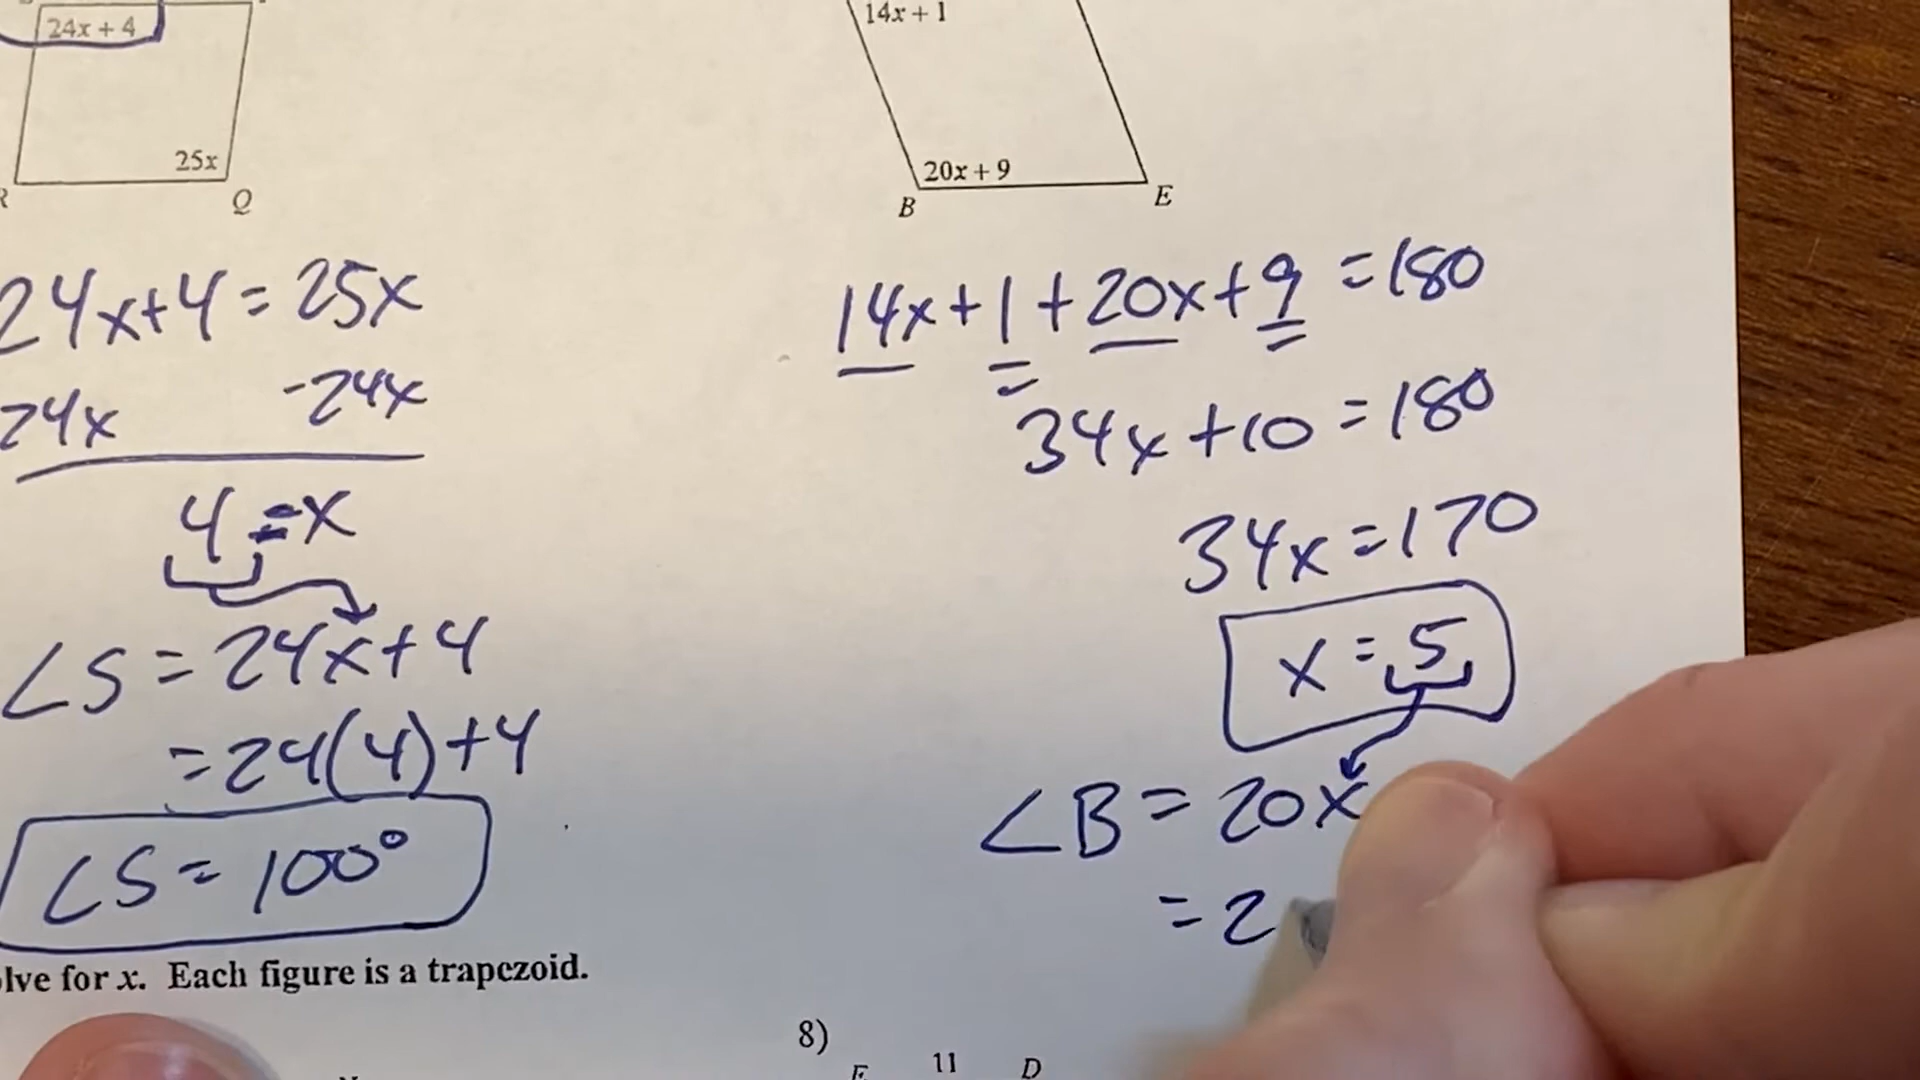 24x + 4
25x
Q
24x+4=25x
24x -24x
4=x
∠S=24x+4
=24(4)+4
∠S=100°
14x + 1
20x + 9
B
E
14x+1+20x+9=180
34x+10=180
34x=170
x=5
∠B=20x
=2
for x. Each figure is a trapezoid.
8)
11
D